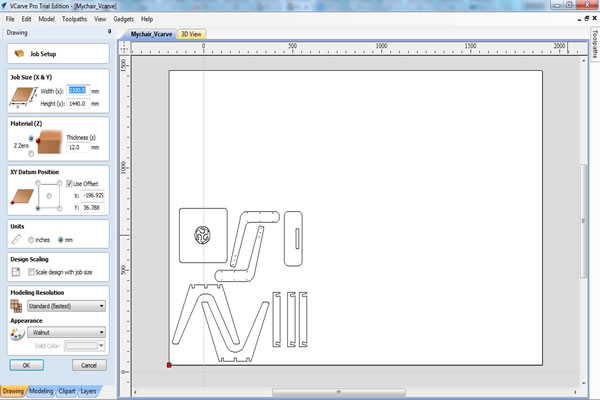 VCarve Pro Trial Edition - [Mychair_Vcarve]
File Edit Model Toolpaths View Gadgets Help
Drawing
Job Setup
Job Size (X & Y)
Width (x): 2100.0 mm
Height (y): 1440.0 mm
Material (Z)
Thickness (z)
Z Zero 12.0 mm
XY Datum Position
Use Offset
X: -196.929
Y: 36.788
Units
inches mm
Design Scaling
Scale design with job size
Modeling Resolution
Standard (fastest)
Appearance
Walnut
Solid Color:
OK Cancel
Drawing Modeling Clipart Layers
Mychair_Vcarve 3D View
0 500 1000 1500 2000
1500
1000
500
0
Toolpaths